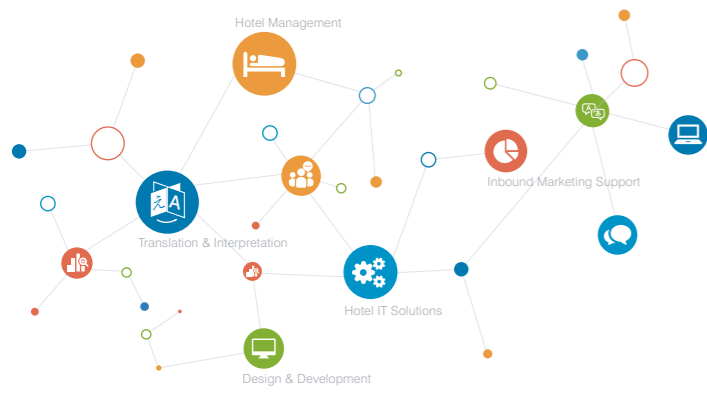 Hotel Management
Inbound Marketing Support
Translation & Interpretation
Hotel IT Solutions
Design & Development